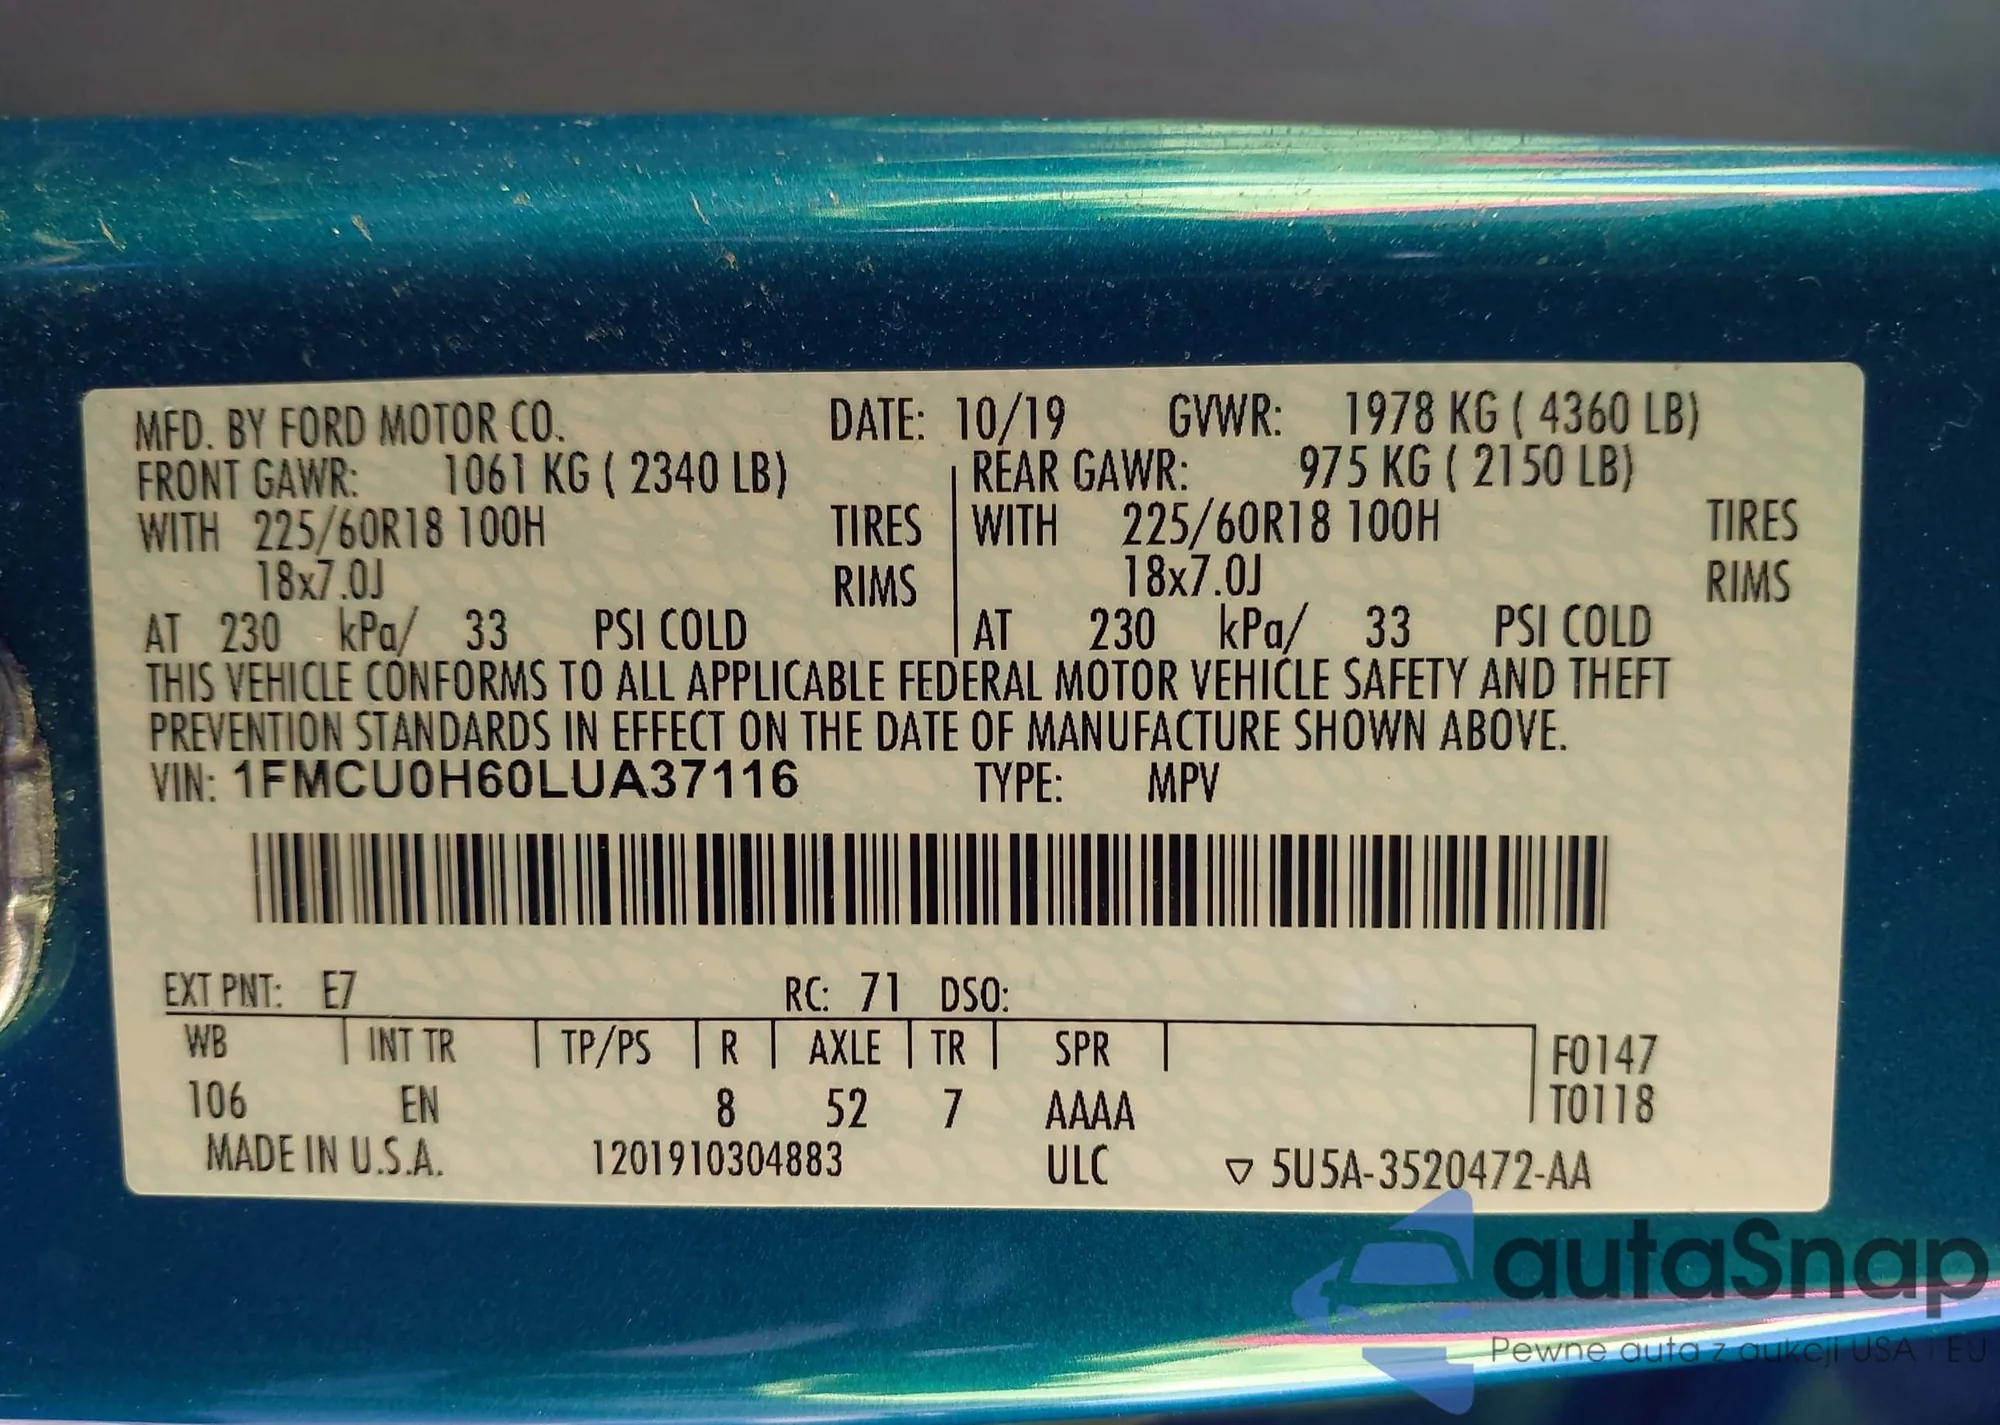 MFD. BY FORD MOTOR CO. DATE: 10/19 GVWR: 1978 KG ( 4360 LB)
FRONT GAWR: 1061 KG ( 2340 LB) REAR GAWR: 975 KG ( 2150 LB)
WITH 225/60R18 100H TIRES WITH 225/60R18 100H TIRES
18x7.0J RIMS 18x7.0J RIMS
AT 230 kPa/ 33 PSI COLD AT 230 kPa/ 33 PSI COLD
THIS VEHICLE CONFORMS TO ALL APPLICABLE FEDERAL MOTOR VEHICLE SAFETY AND THEFT
PREVENTION STANDARDS IN EFFECT ON THE DATE OF MANUFACTURE SHOWN ABOVE.
VIN: 1FMCU0H60LUA37116 TYPE: MPV
EXT PNT: E7 RC: 71 DSO:
WB INT TR TP/PS R AXLE TR SPR F0147
106 EN 8 52 7 AAAA T0118
MADE IN U.S.A. 1201910304883 ULC ▽ 5U5A-3520472-AA
autaSnap
Pewne auta z aukcji USA i EU